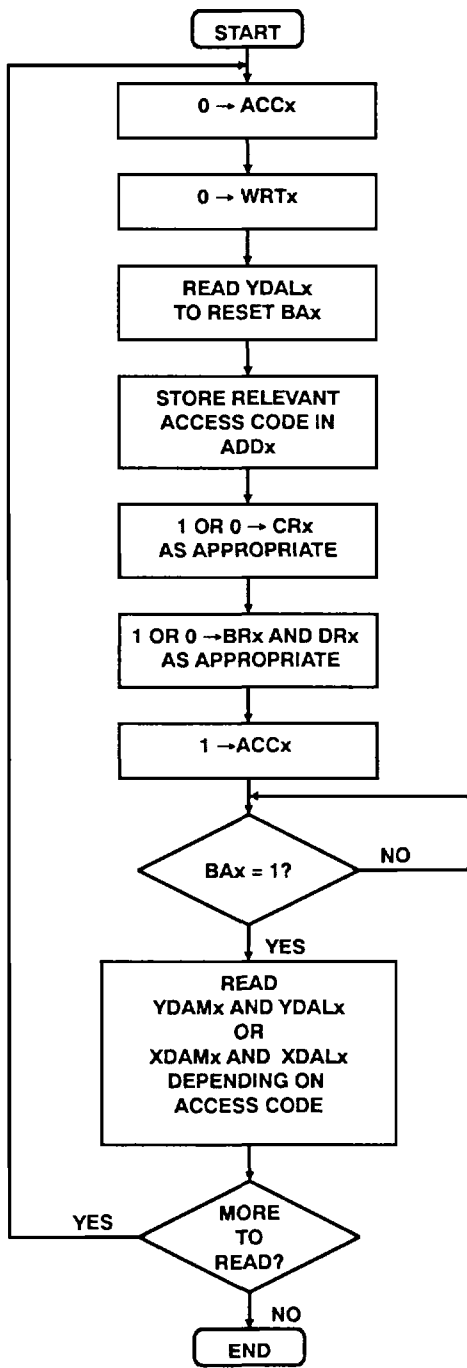 START
0 → ACCx
0 → WRTx
READ YDALx
TO RESET BAx
STORE RELEVANT
ACCESS CODE IN
ADDx
1 OR 0 → CRx
AS APPROPRIATE
1 OR 0 →BRx AND DRx
AS APPROPRIATE
1 →ACCx
BAx = 1?
NO
YES
READ
YDAMx AND YDALx
OR
XDAMx AND XDALx
DEPENDING ON
ACCESS CODE
YES
MORE
TO
READ?
NO
END